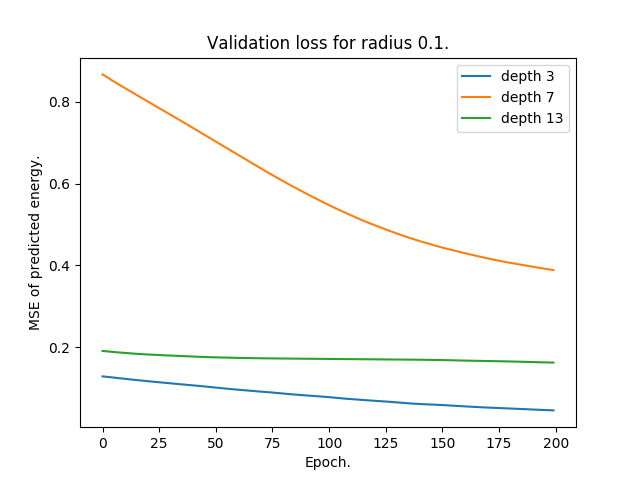 Validation loss for radius 0.1.
depth 3
depth 7
depth 13
MSE of predicted energy.
0.8
0.6
0.4
0.2
0 25 50 75 100 125 150 175 200
Epoch.